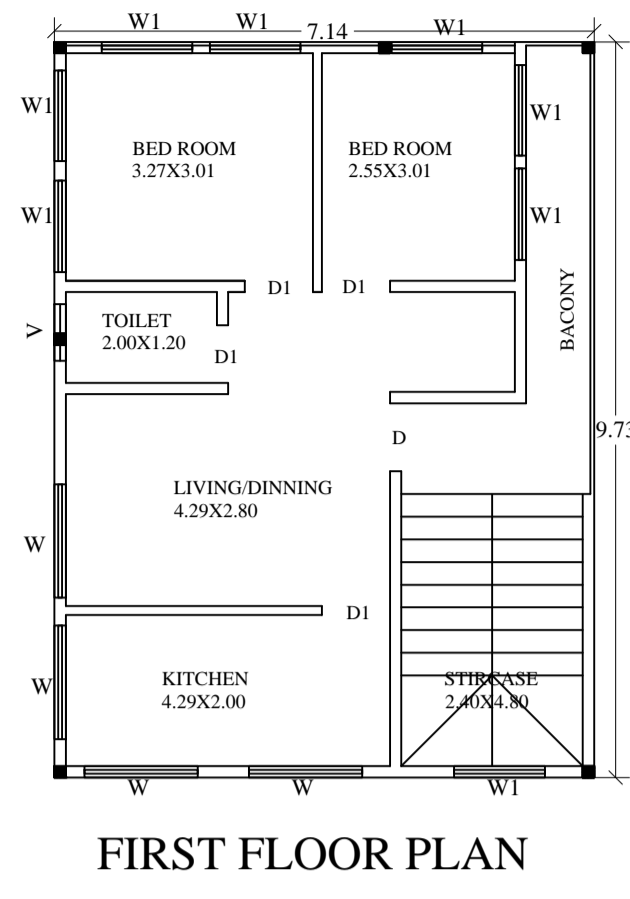 W1
W1
7.14
W1
W1
BED ROOM
3.27X3.01
BED ROOM
2.55X3.01
W1
W1
W1
D1
D1
BACONY
V
TOILET
2.00X1.20
D1
D
9.73
LIVING/DINNING
4.29X2.80
W
D1
KITCHEN
4.29X2.00
W
STIRCASE
2.40X4.80
W
W
W1
FIRST FLOOR PLAN